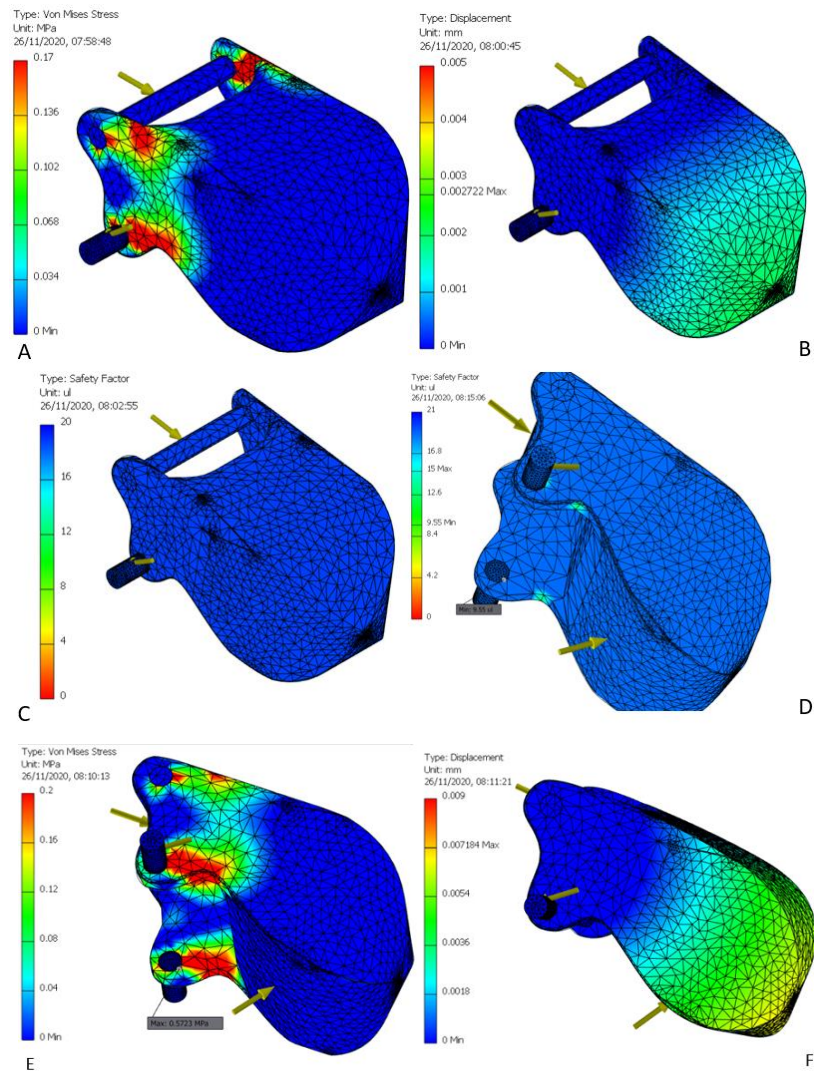 Type: Von Mises Stress
Unit: MPa
26/11/2020, 07:58:48
0.17
0.136
0.102
0.068
0.034
0 Min
A
Type: Displacement
Unit: mm
26/11/2020, 08:00:45
0.005
0.004
0.003
0.002722 Max
0.002
0.001
0 Min
B
Type: Safety Factor
Unit: ul
26/11/2020, 08:02:55
20
16
12
8
4
0
C
Type: Safety Factor
Unit: ul
26/11/2020, 08:15:06
21
16.8
15 Max
12.6
9.55 Min
8.4
4.2
0
Min: 9.55 ul
D
Type: Von Mises Stress
Unit: MPa
26/11/2020, 08:10:13
0.2
0.16
0.12
0.08
0.04
0 Min
Max: 0.5723 MPa
E
Type: Displacement
Unit: mm
26/11/2020, 08:11:21
0.009
0.007184 Max
0.0054
0.0036
0.0018
0 Min
F